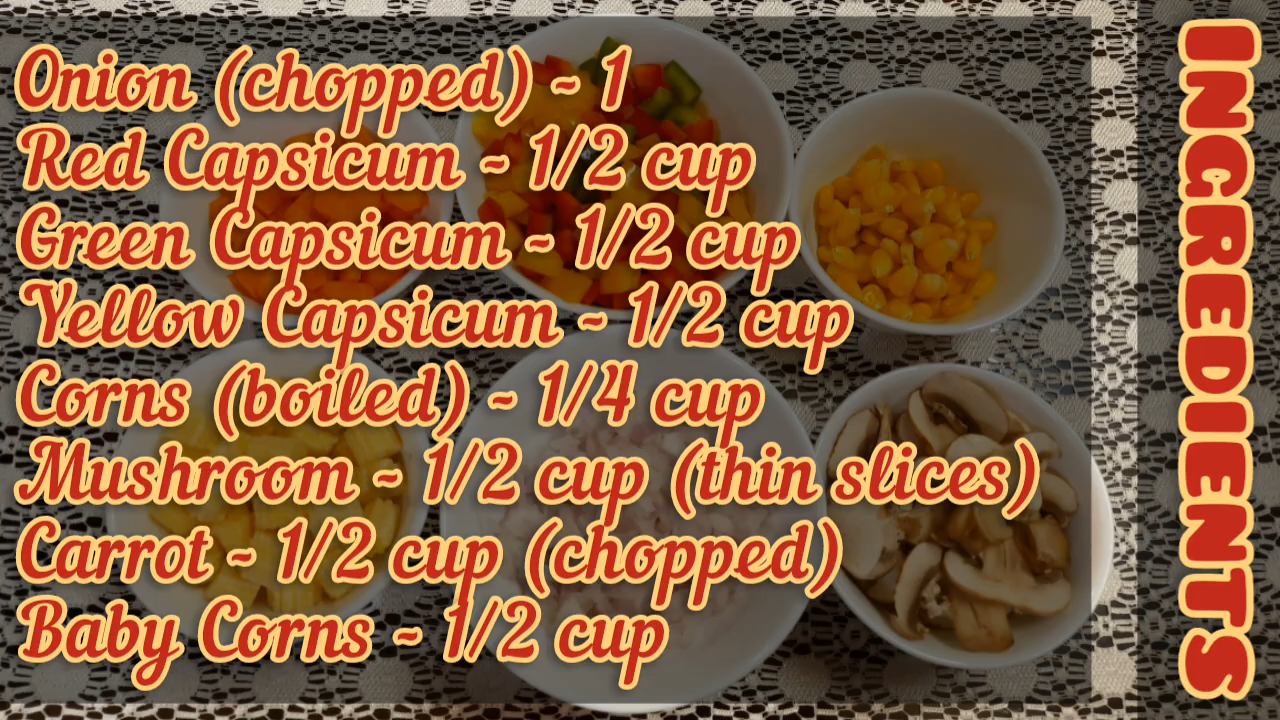 Onion (chopped) - 1
Red Capsicum - 1/2 cup
Green Capsicum - 1/2 cup
Yellow Capsicum - 1/2 cup
Corns (boiled) - 1/4 cup
Mushroom - 1/2 cup (thin slices)
Carrot - 1/2 cup (chopped)
Baby Corns - 1/2 cup
INGREDIENTS